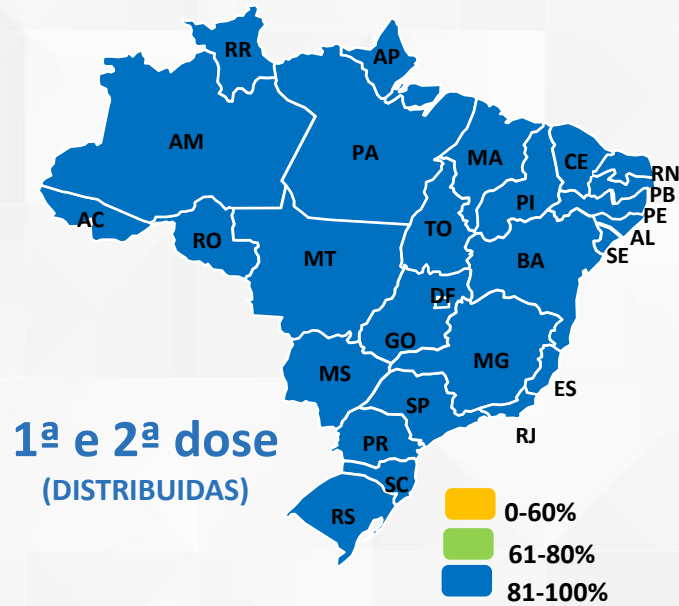 RR
AP
AM
PA
MA
CE
RN
PB
PI
PE
AC
TO
AL
RO
SE
MT
BA
DF
GO
MG
MS
ES
SP
RJ
PR
SC
RS
1ª e 2ª dose
(DISTRIBUIDAS)
0-60%
61-80%
81-100%